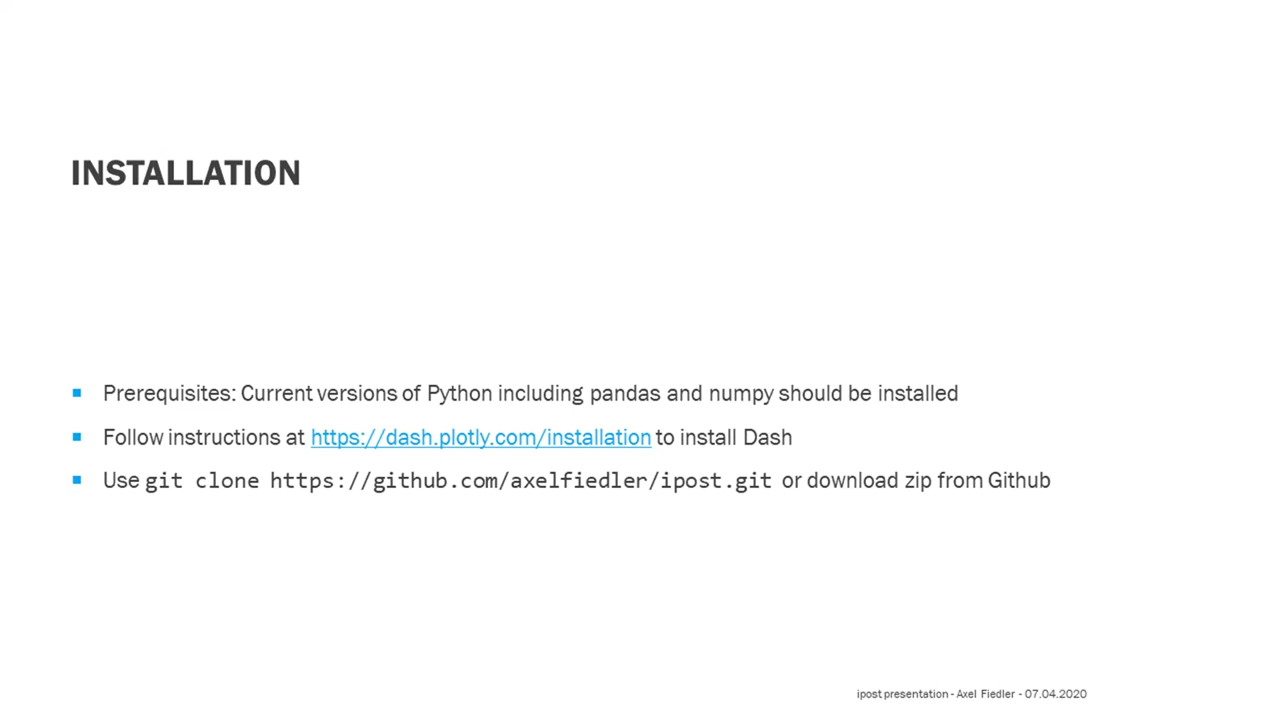 INSTALLATION
Prerequisites: Current versions of Python including pandas and numpy should be installed
Follow instructions at https://dash.plotly.com/installation to install Dash
Use git clone https://github.com/axelfiedler/ipost.git or download zip from Github
ipost presentation - Axel Fiedler - 07.04.2020